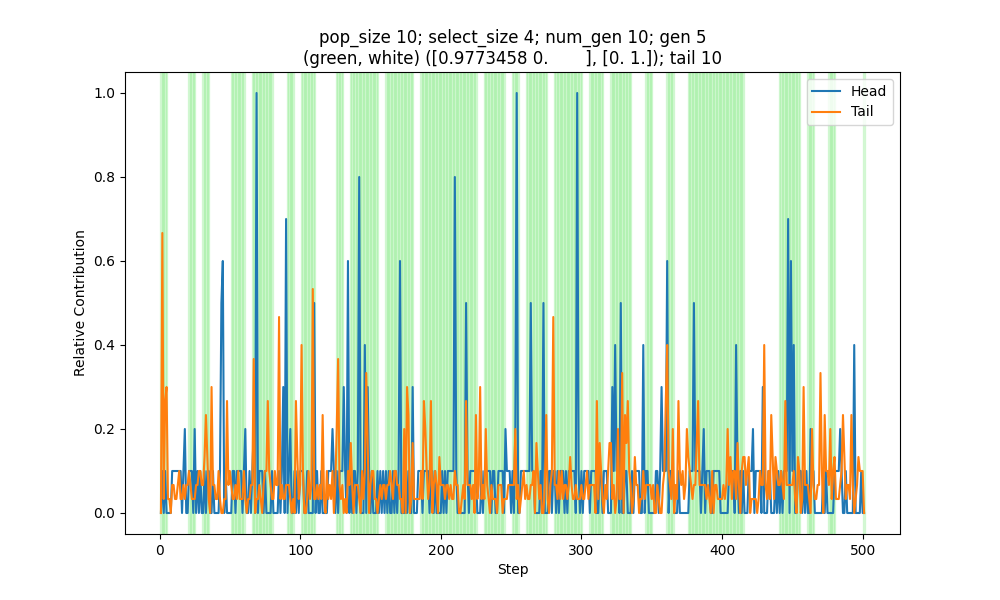 pop_size 10; select_size 4; num_gen 10; gen 5
(green, white) ([0.9773458 0.       ], [0. 1.]); tail 10
Head
Tail
1.0
0.8
0.6
0.4
0.2
0.0
Relative Contribution
0
100
200
300
400
500
Step